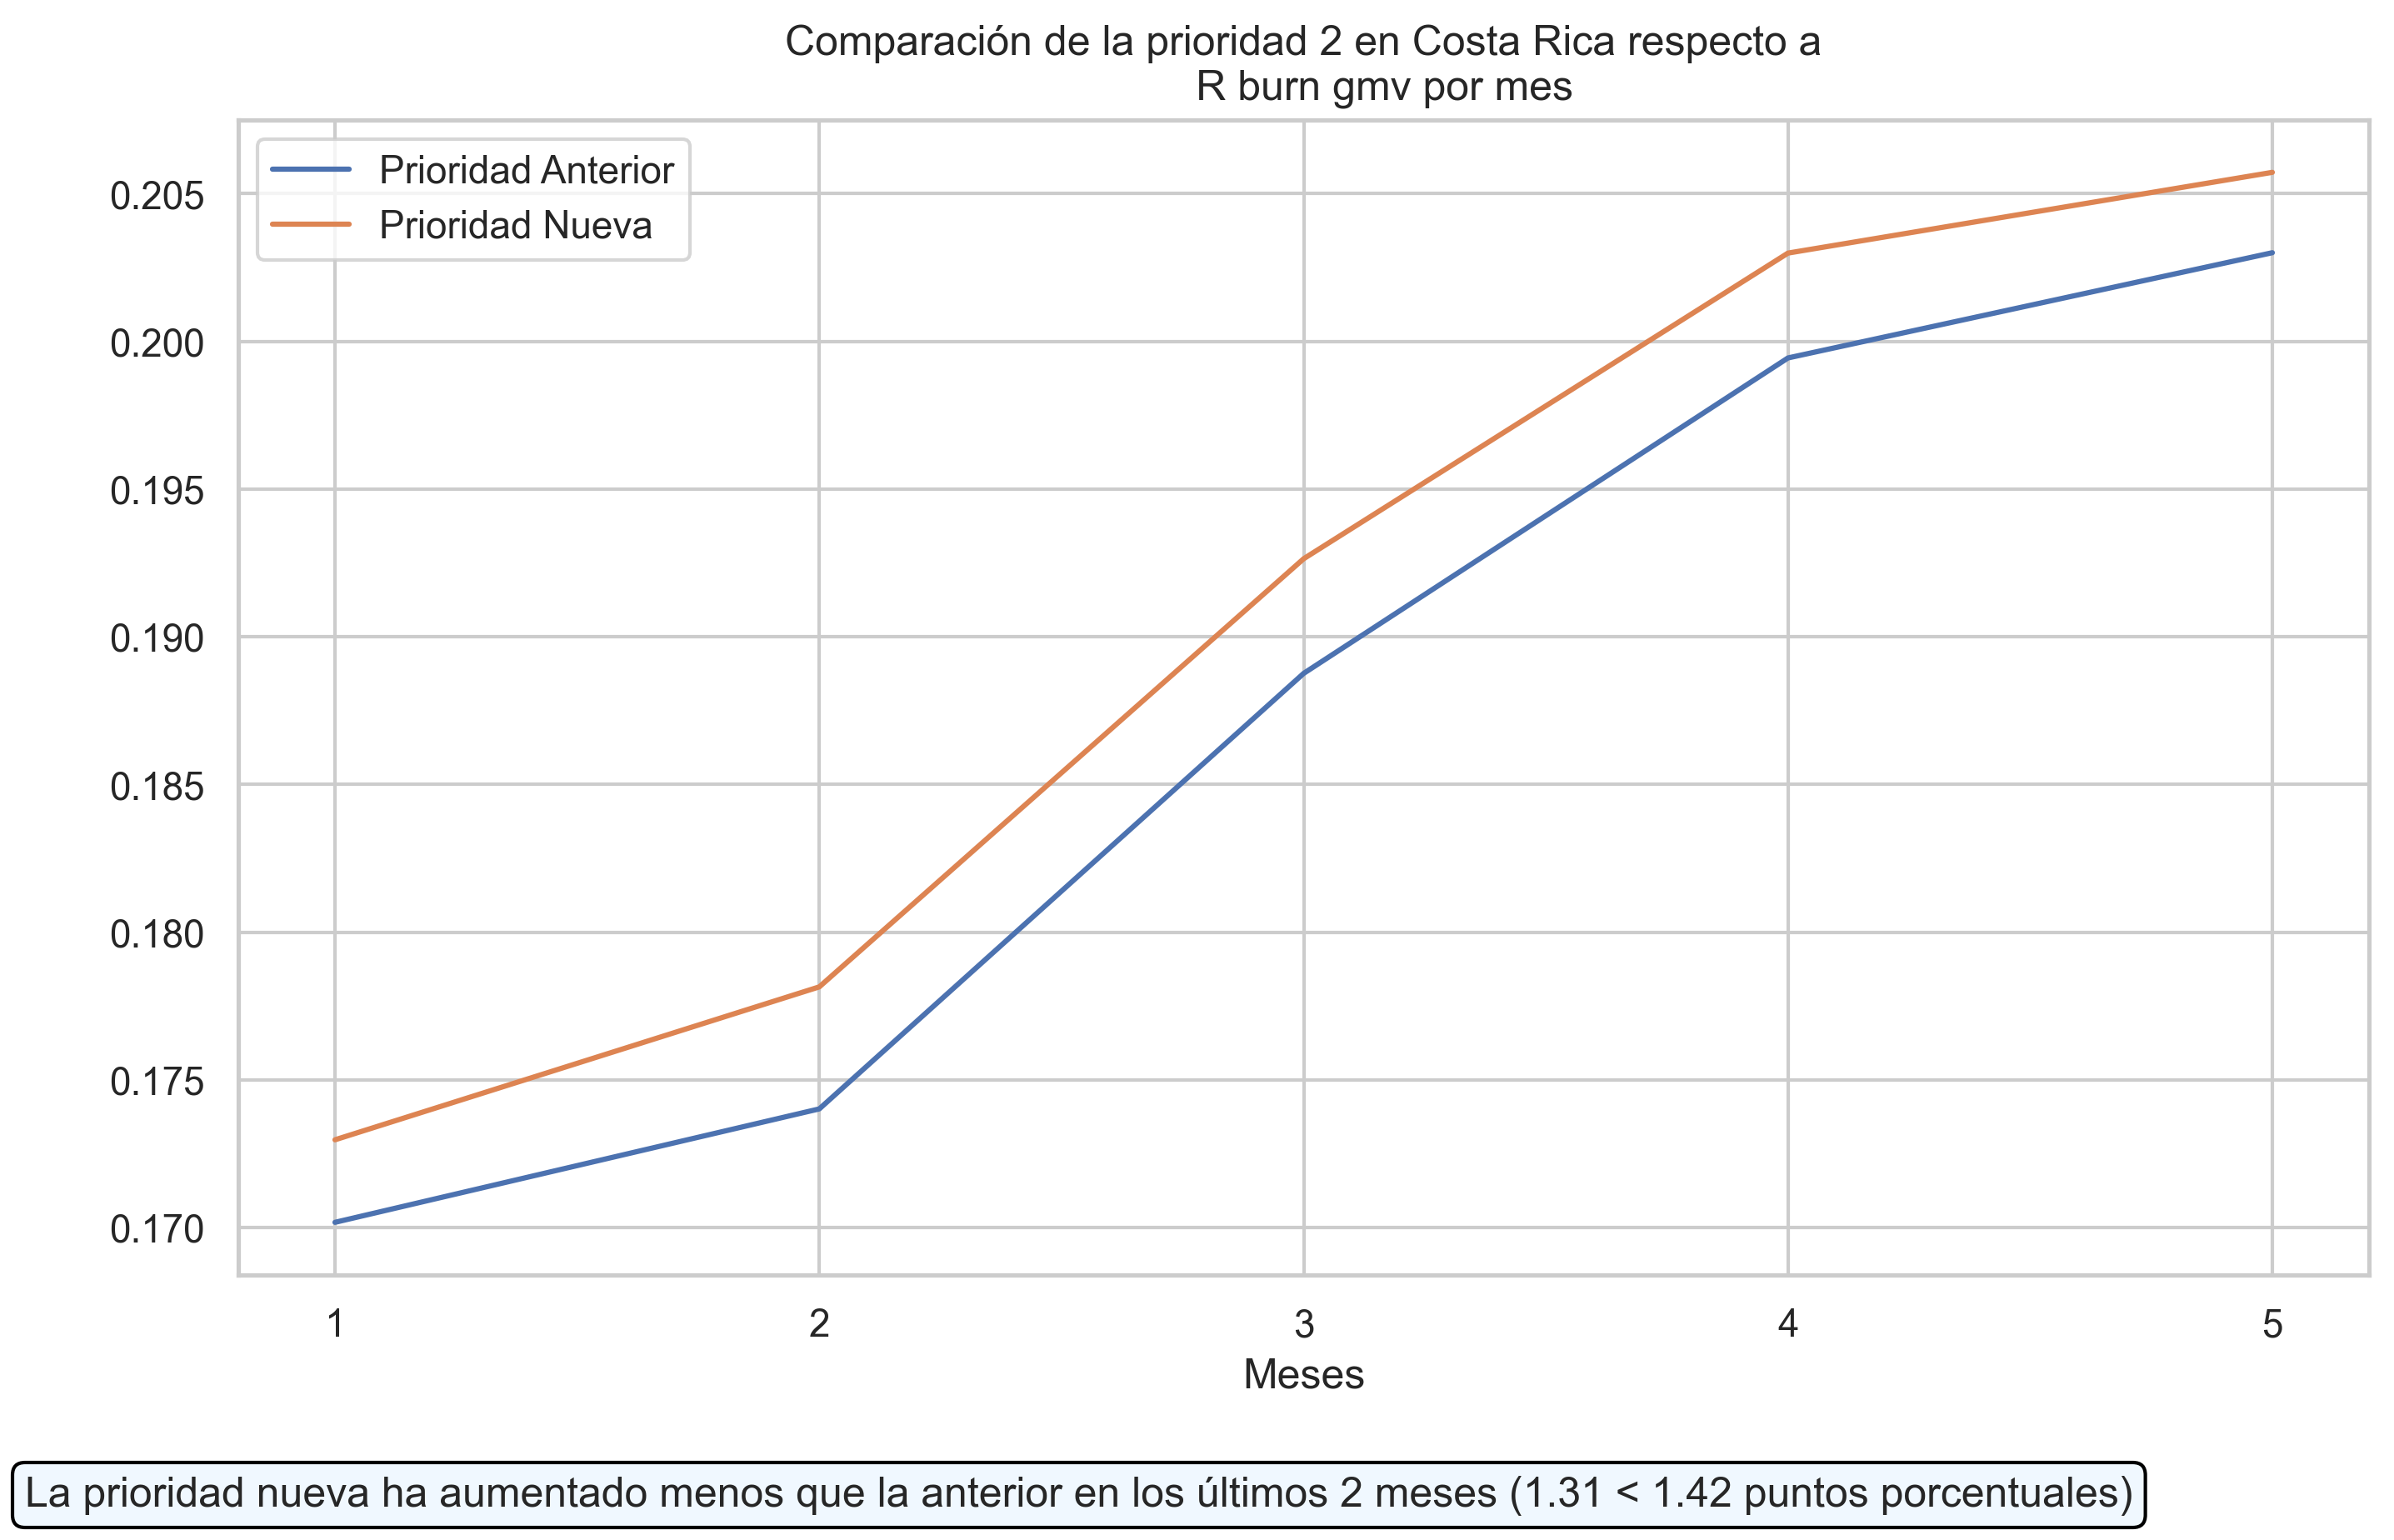 Comparación de la prioridad 2 en Costa Rica respecto a
R burn gmv por mes
Prioridad Anterior
Prioridad Nueva
0.205
0.200
0.195
0.190
0.185
0.180
0.175
0.170
1 2 3 4 5
Meses
La prioridad nueva ha aumentado menos que la anterior en los últimos 2 meses (1.31 < 1.42 puntos porcentuales)